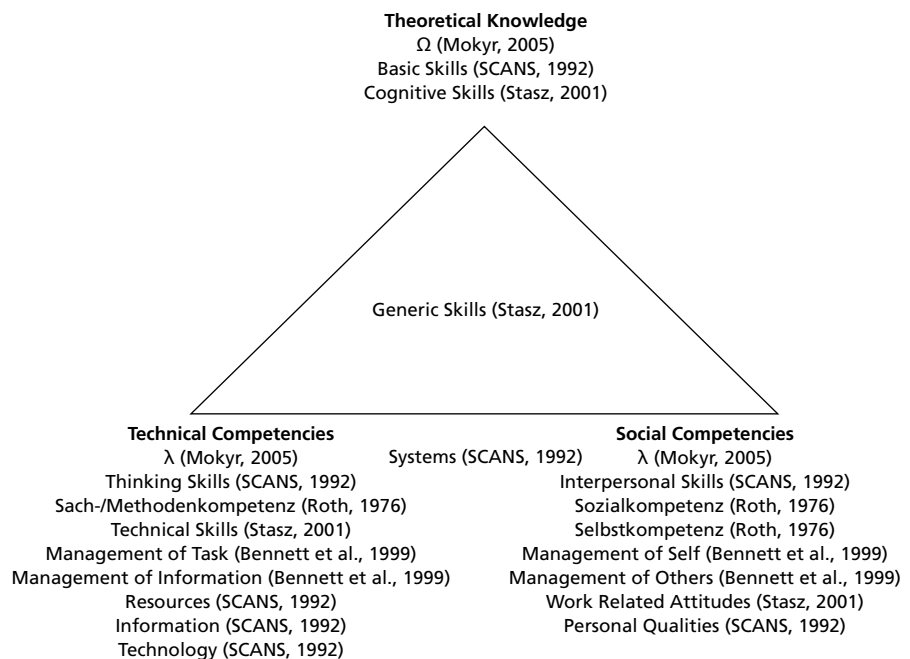 Theoretical Knowledge
Ω (Mokyr, 2005)
Basic Skills (SCANS, 1992)
Cognitive Skills (Stasz, 2001)
Generic Skills (Stasz, 2001)
Technical Competencies
λ (Mokyr, 2005)
Thinking Skills (SCANS, 1992)
Sach-/Methodenkompetenz (Roth, 1976)
Technical Skills (Stasz, 2001)
Management of Task (Bennett et al., 1999)
Management of Information (Bennett et al., 1999)
Resources (SCANS, 1992)
Information (SCANS, 1992)
Technology (SCANS, 1992)
Systems (SCANS, 1992)
Social Competencies
λ (Mokyr, 2005)
Interpersonal Skills (SCANS, 1992)
Sozialkompetenz (Roth, 1976)
Selbstkompetenz (Roth, 1976)
Management of Self (Bennett et al., 1999)
Management of Others (Bennett et al., 1999)
Work Related Attitudes (Stasz, 2001)
Personal Qualities (SCANS, 1992)